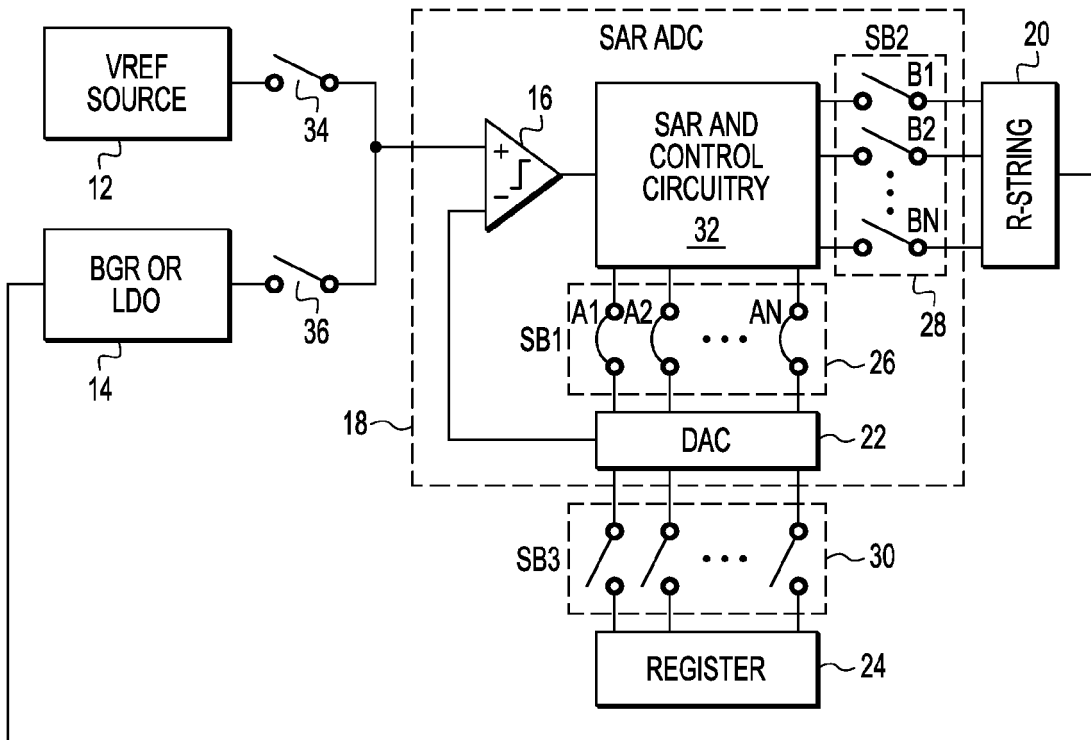 VREF
SOURCE
12
34
BGR OR
LDO
14
36
SAR ADC
16
+
−
SAR AND
CONTROL
CIRCUITRY
32
SB2
B1
B2
BN
28
20
R-STRING
SB1
A1
A2
AN
26
18
DAC
22
SB3
30
REGISTER
24